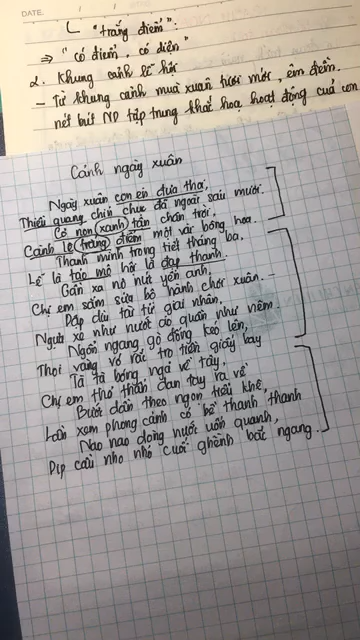 DATE.
"trắng điểm":
⇒ "có điểm, có diện"
2. Khung cảnh lễ hội
- Từ khung cảnh mùa xuân tươi mới, êm đềm.
nét bút ND tập trung khắc họa hoạt động của con
Cảnh ngày xuân
Ngày xuân con én đưa thoi,
Thiều quang chín chục đã ngoài sáu mươi.
Cỏ non (xanh) tận chân trời,
Cành lê (trắng) điểm một vài bông hoa.
Thanh minh trong tiết tháng ba,
Lễ là tảo mộ hội là đạp thanh.
Gần xa nô nức yến anh,
Chị em sắm sửa bộ hành chơi xuân.
Dập dìu tài tử giai nhân,
Ngựa xe như nước áo quần như nêm.
Ngổn ngang gò đống kéo lên,
Thoi vàng vó rắc tro tiền giấy bay
Tà tà bóng ngả về tây,
Chị em thơ thẩn dan tay ra về
Bước dần theo ngọn tiểu khê,
Lần xem phong cảnh có bề thanh thanh
Nao nao dòng nước uốn quanh,
Dịp cầu nho nhỏ cuối ghềnh bắc ngang.